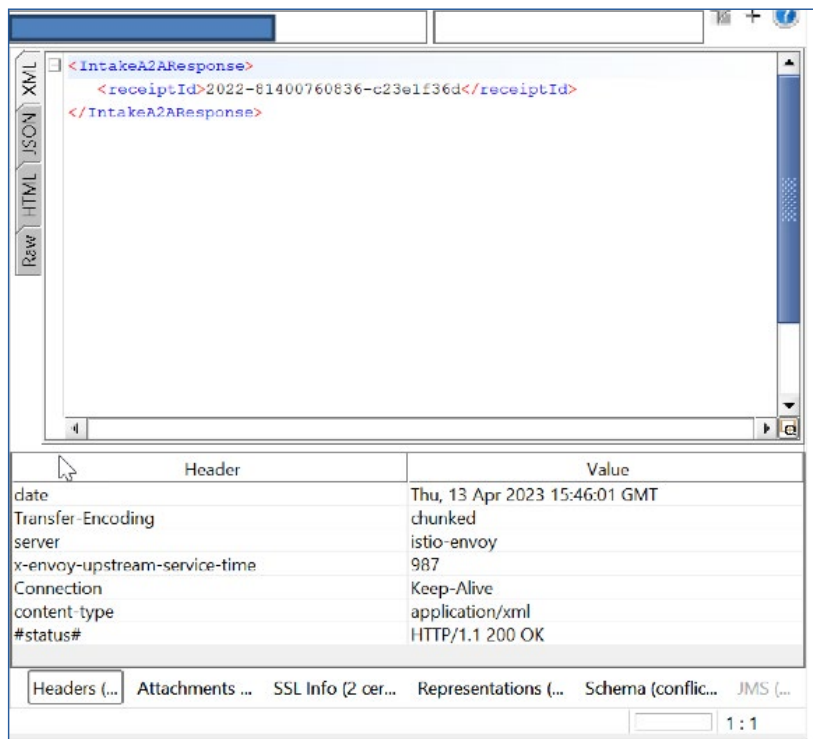 XML
JSON
HTML
Raw
<IntakeA2AResponse>
<receiptId>2022-81400760836-c23e1f36d</receiptId>
</IntakeA2AResponse>
Header Value
date Thu, 13 Apr 2023 15:46:01 GMT
Transfer-Encoding chunked
server istio-envoy
x-envoy-upstream-service-time 987
Connection Keep-Alive
content-type application/xml
#status# HTTP/1.1 200 OK
Headers (... Attachments ... SSL Info (2 cer... Representations (... Schema (conflic... JMS (...
1 : 1